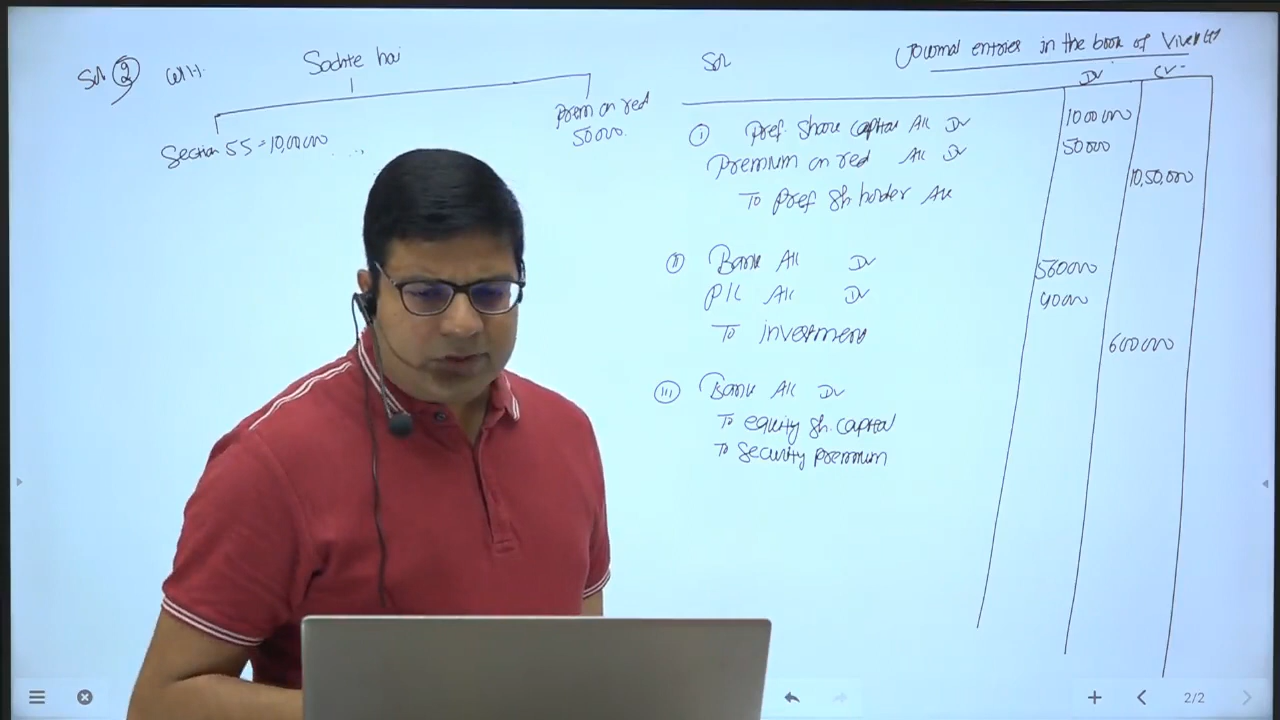 Sol ②
Sochte hai
Section 55 = 10,00,000
Prem on red
50000.
Sol
Journal entries in the book of Vivek Ltd
Dr Cr
① Pref. Share capital A/c Dr 1000000
Premium on red A/c Dr 50000
To Pref Sh. holder A/c 10,50,000
② Bank A/c Dr 560000
P/L A/c Dr 40000
To investment 600000
③ Bank A/c Dr
To equity sh. capital
To Security premium
2/2